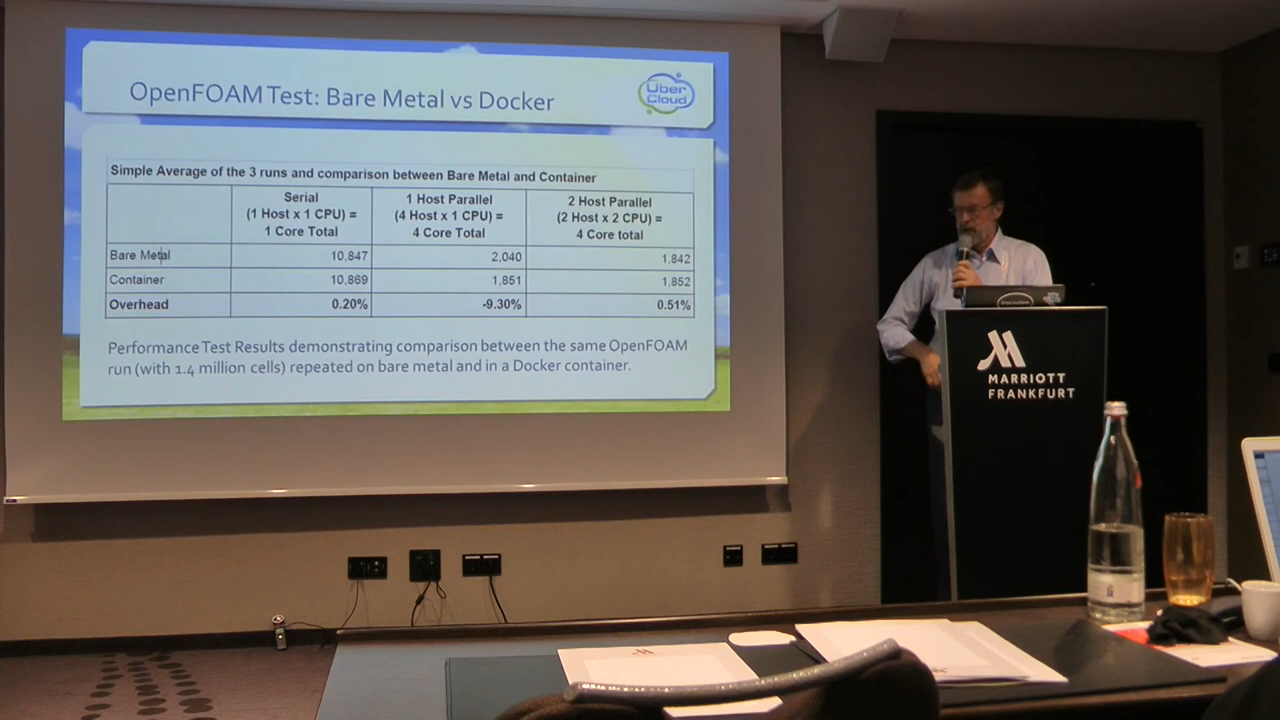 OpenFOAM Test: Bare Metal vs Docker
Über
Cloud
Simple Average of the 3 runs and comparison between Bare Metal and Container
Serial
(1 Host x 1 CPU) =
1 Core Total
1 Host Parallel
(4 Host x 1 CPU) =
4 Core Total
2 Host Parallel
(2 Host x 2 CPU) =
4 Core total
Bare Metal 10,847 2,040 1,842
Container 10,869 1,851 1,852
Overhead 0.20% -9.30% 0.51%
Performance Test Results demonstrating comparison between the same OpenFOAM
run (with 1.4 million cells) repeated on bare metal and in a Docker container.
MARRIOTT
FRANKFURT